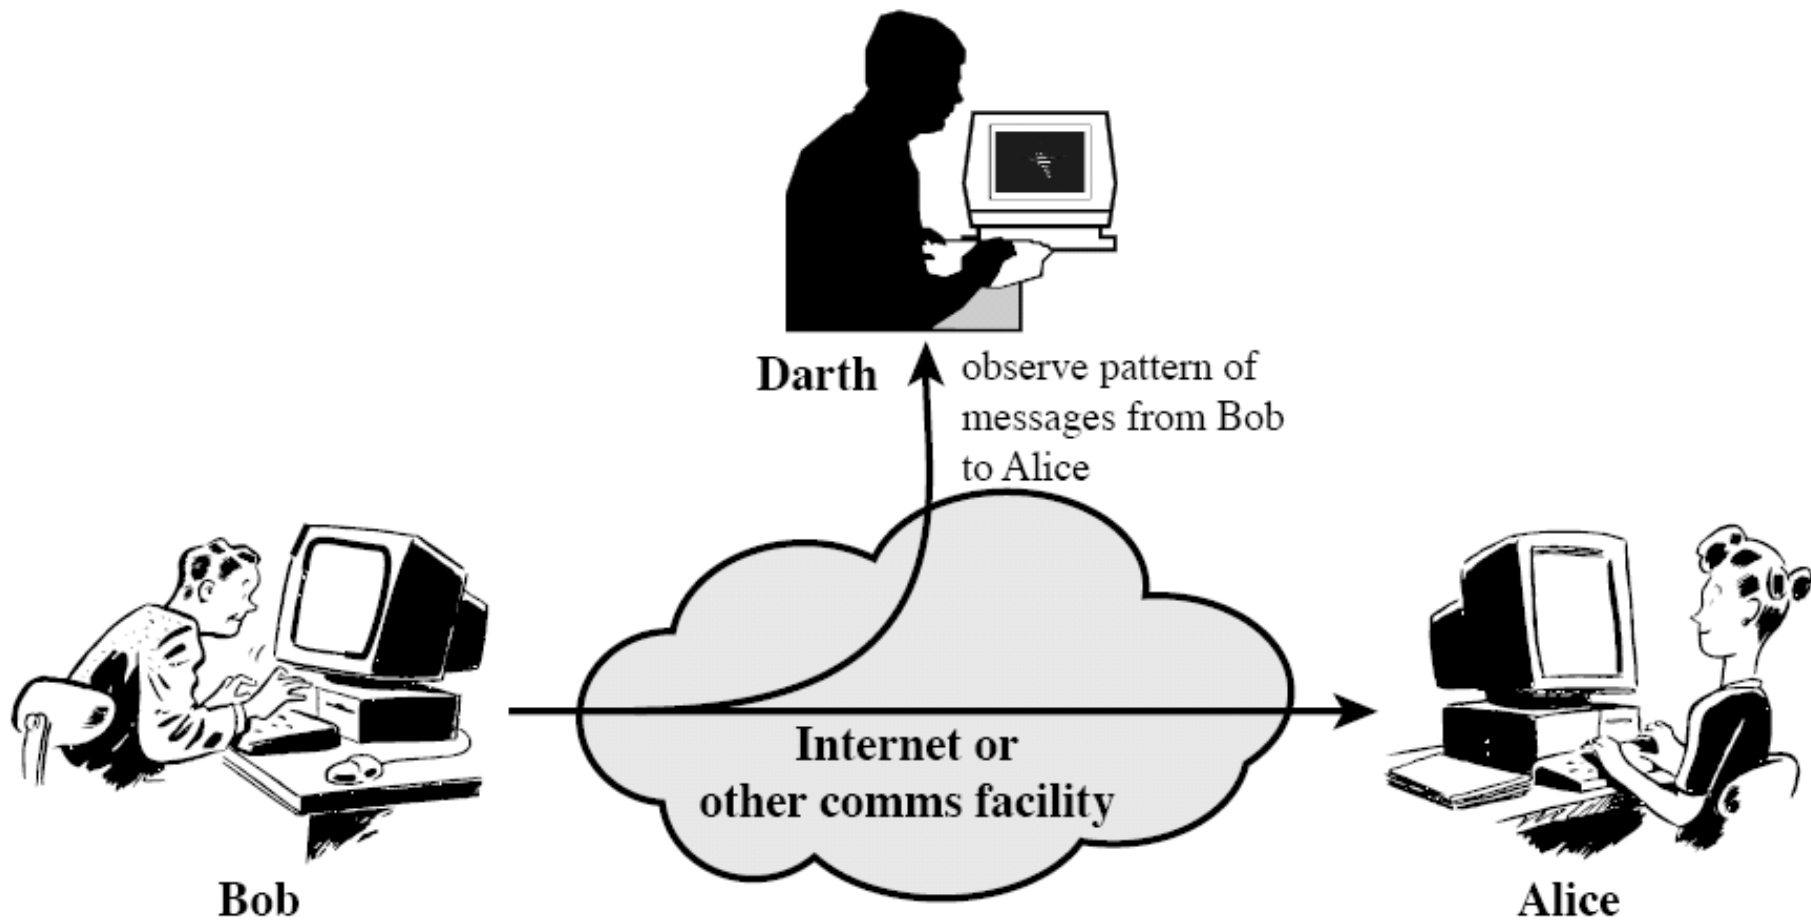 Darth
observe pattern of
messages from Bob
to Alice
Internet or
other comms facility
Bob
Alice